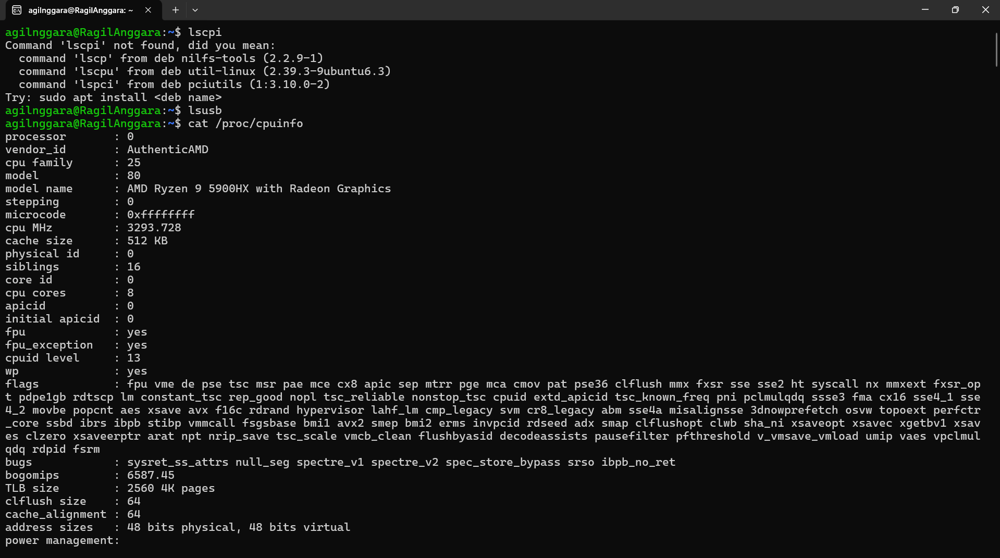 agilnggara@RagilAnggara: ~
agilnggara@RagilAnggara:~$ lscpi
Command 'lscpi' not found, did you mean:
  command 'lscp' from deb nilfs-tools (2.2.9-1)
  command 'lscpu' from deb util-linux (2.39.3-9ubuntu6.3)
  command 'lspci' from deb pciutils (1:3.10.0-2)
Try: sudo apt install <deb name>
agilnggara@RagilAnggara:~$ lsusb
agilnggara@RagilAnggara:~$ cat /proc/cpuinfo
processor       : 0
vendor_id       : AuthenticAMD
cpu family      : 25
model           : 80
model name      : AMD Ryzen 9 5900HX with Radeon Graphics
stepping        : 0
microcode       : 0xffffffff
cpu MHz         : 3293.728
cache size      : 512 KB
physical id     : 0
siblings        : 16
core id         : 0
cpu cores       : 8
apicid          : 0
initial apicid  : 0
fpu             : yes
fpu_exception   : yes
cpuid level     : 13
wp              : yes
flags           : fpu vme de pse tsc msr pae mce cx8 apic sep mtrr pge mca cmov pat pse36 clflush mmx fxsr sse sse2 ht syscall nx mmxext fxsr_op
t pdpe1gb rdtscp lm constant_tsc rep_good nopl tsc_reliable nonstop_tsc cpuid extd_apicid tsc_known_freq pni pclmulqdq ssse3 fma cx16 sse4_1 sse
4_2 movbe popcnt aes xsave avx f16c rdrand hypervisor lahf_lm cmp_legacy svm cr8_legacy abm sse4a misalignsse 3dnowprefetch osvw topoext perfctr
_core ssbd ibrs ibpb stibp vmmcall fsgsbase bmi1 avx2 smep bmi2 erms invpcid rdseed adx smap clflushopt clwb sha_ni xsaveopt xsavec xgetbv1 xsav
es clzero xsaveerptr arat npt nrip_save tsc_scale vmcb_clean flushbyasid decodeassists pausefilter pfthreshold v_vmsave_vmload umip vaes vpclmul
qdq rdpid fsrm
bugs            : sysret_ss_attrs null_seg spectre_v1 spectre_v2 spec_store_bypass srso ibpb_no_ret
bogomips        : 6587.45
TLB size        : 2560 4K pages
clflush size    : 64
cache_alignment : 64
address sizes   : 48 bits physical, 48 bits virtual
power management: